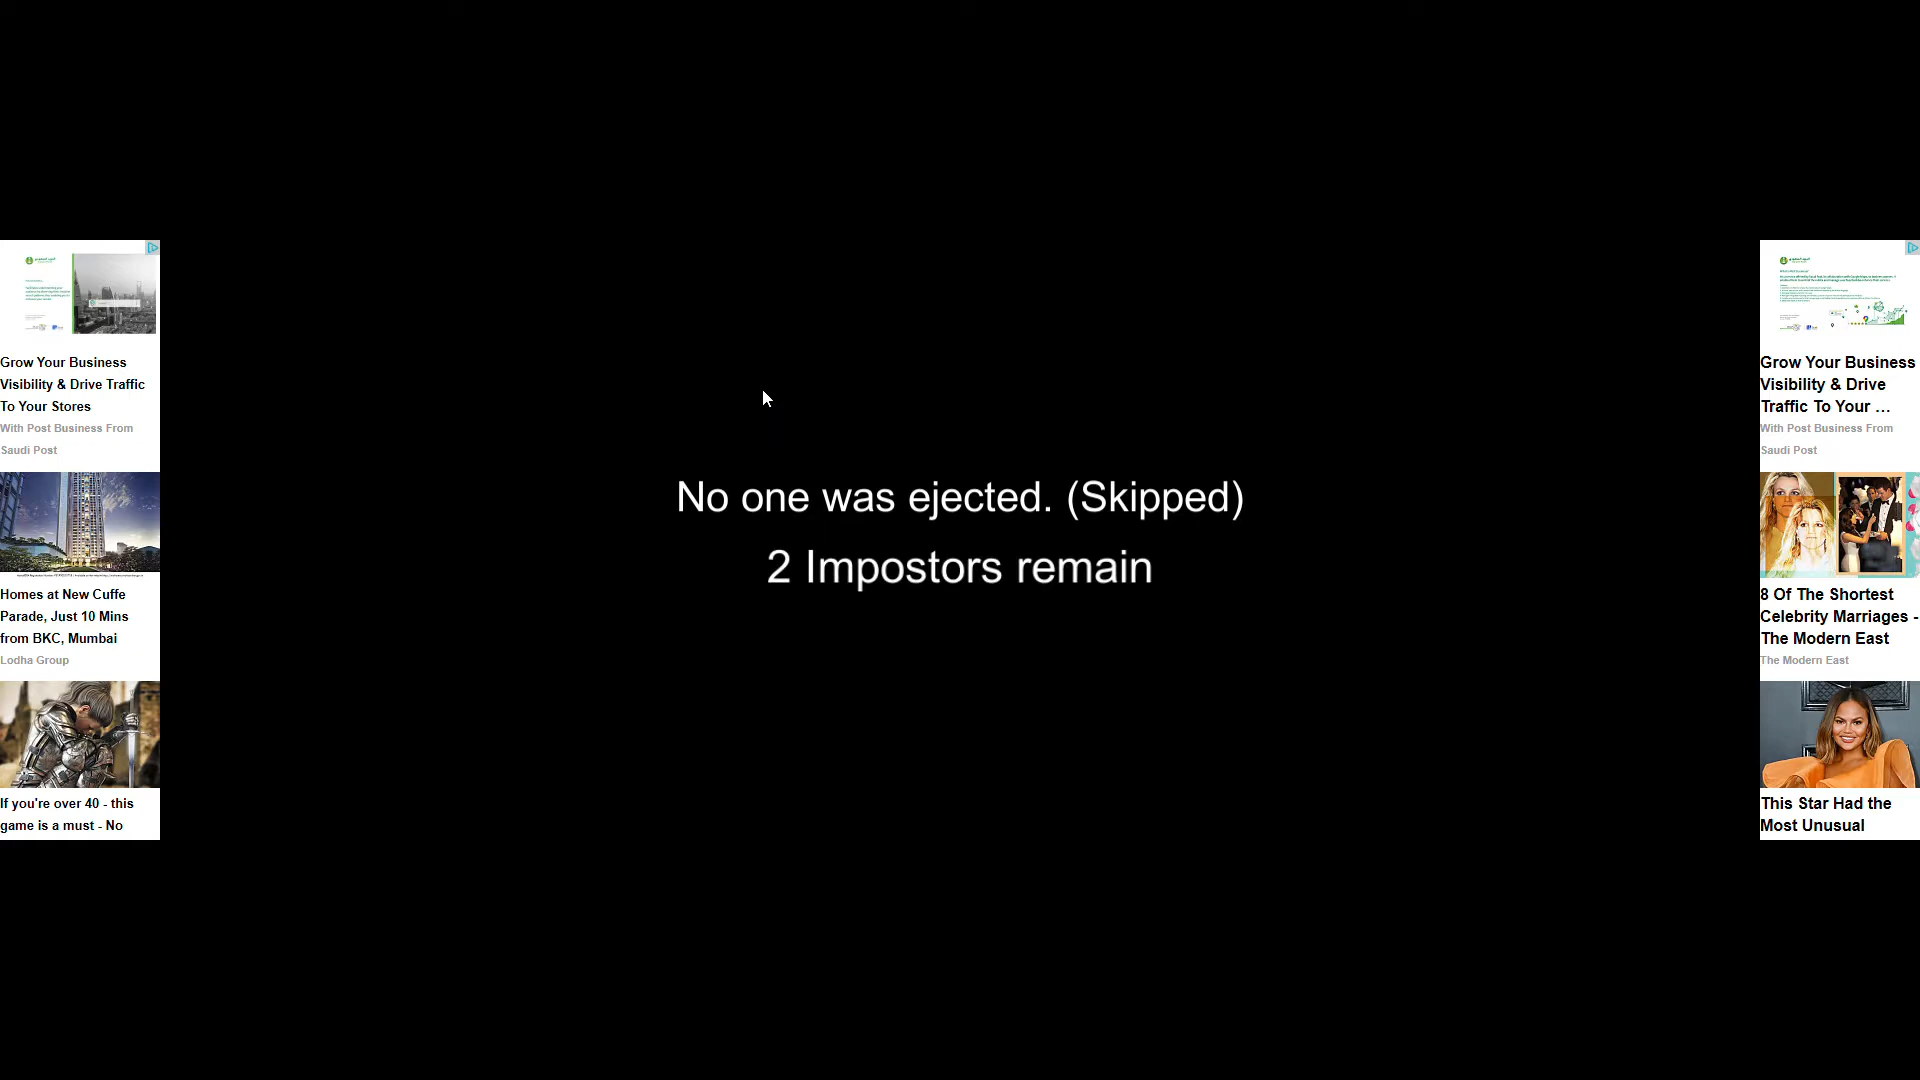 Grow Your Business
Visibility & Drive Traffic
To Your Stores
With Post Business From
Saudi Post
Homes at New Cuffe
Parade, Just 10 Mins
from BKC, Mumbai
Lodha Group
If you're over 40 - this
game is a must - No
No one was ejected. (Skipped)
2 Impostors remain
Grow Your Business
Visibility & Drive
Traffic To Your ...
With Post Business From
Saudi Post
8 Of The Shortest
Celebrity Marriages -
The Modern East
The Modern East
This Star Had the
Most Unusual